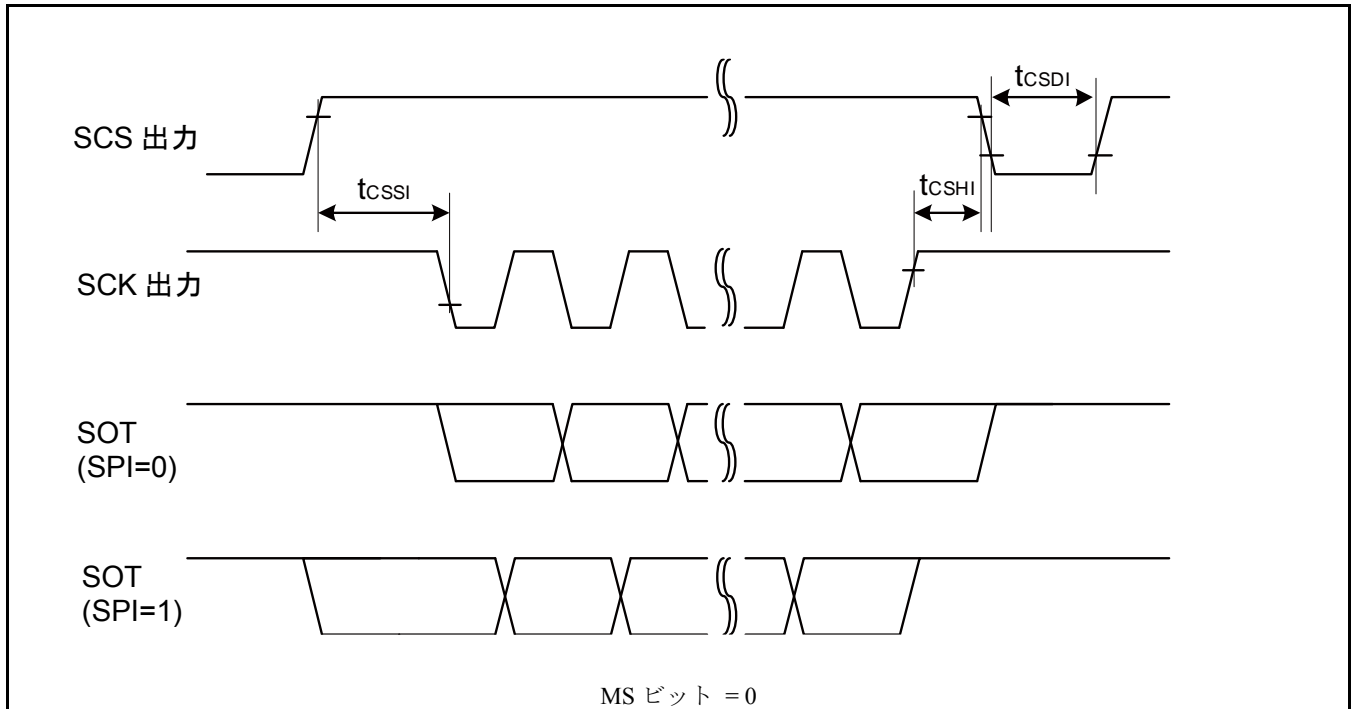 tCSDI
SCS 出力
tCSSI
tCSHI
SCK 出力
SOT
(SPI=0)
SOT
(SPI=1)
MS ビット = 0